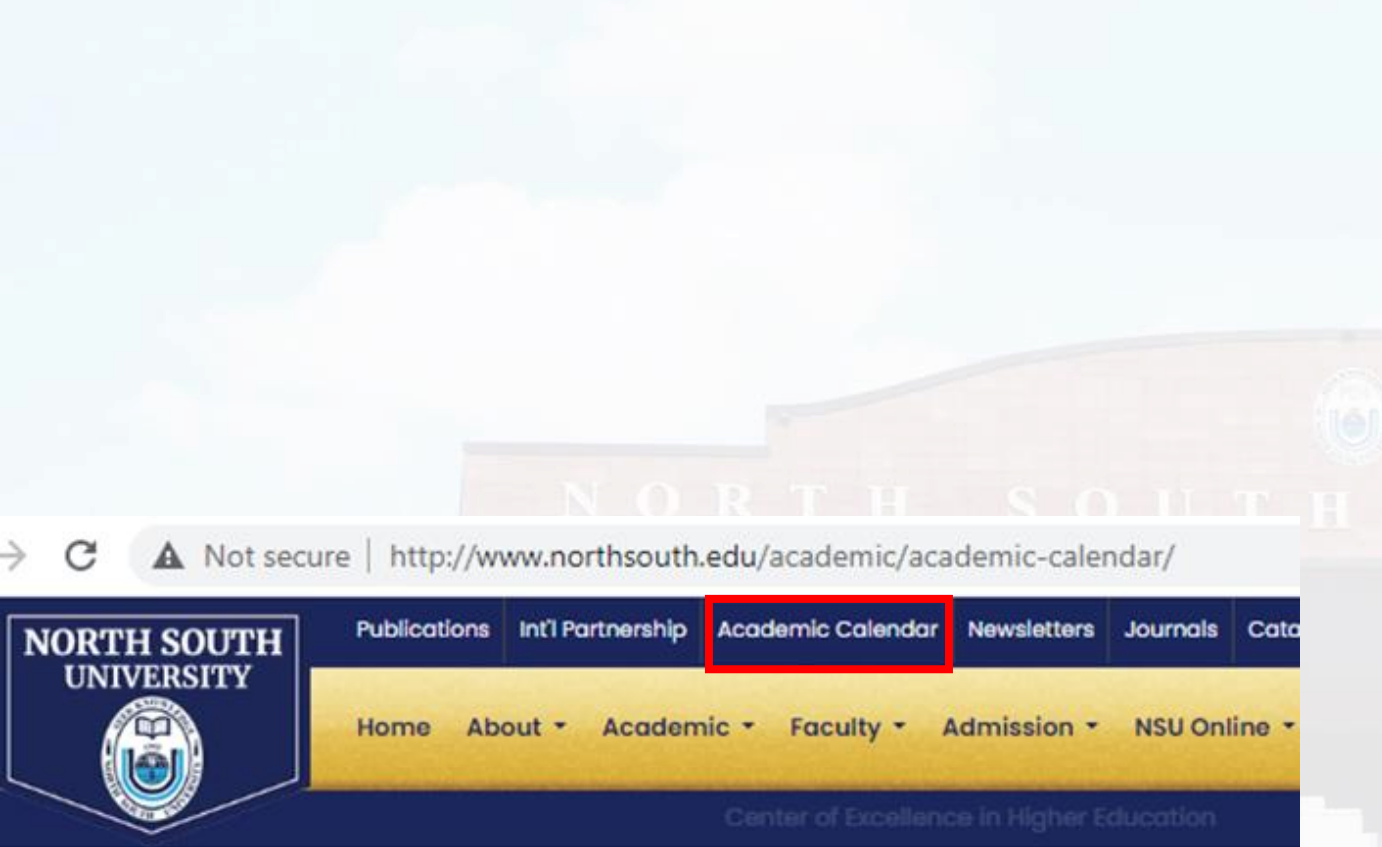 NORTH SOUTH
Not secure | http://www.northsouth.edu/academic/academic-calendar/
NORTH SOUTH
UNIVERSITY
Publications Int'l Partnership Academic Calendar Newsletters Journals Cata
Home About Academic Faculty Admission NSU Online
Center of Excellence in Higher Education